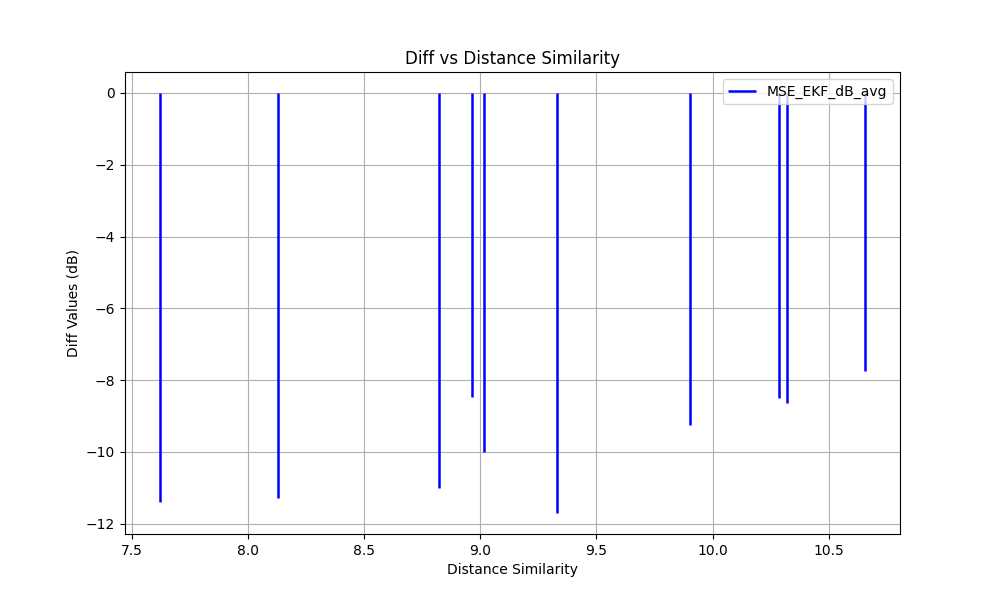 Diff vs Distance Similarity
MSE_EKF_dB_avg
Diff Values (dB)
0
−2
−4
−6
−8
−10
−12
7.5 8.0 8.5 9.0 9.5 10.0 10.5
Distance Similarity